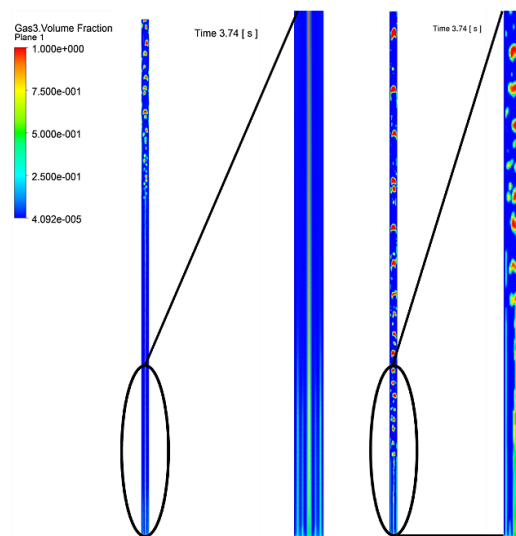 Gas3.Volume Fraction
Plane 1
1.000e+000
7.500e-001
5.000e-001
2.500e-001
4.092e-005
Time 3.74 [ s ]
Time 3.74 [ s ]